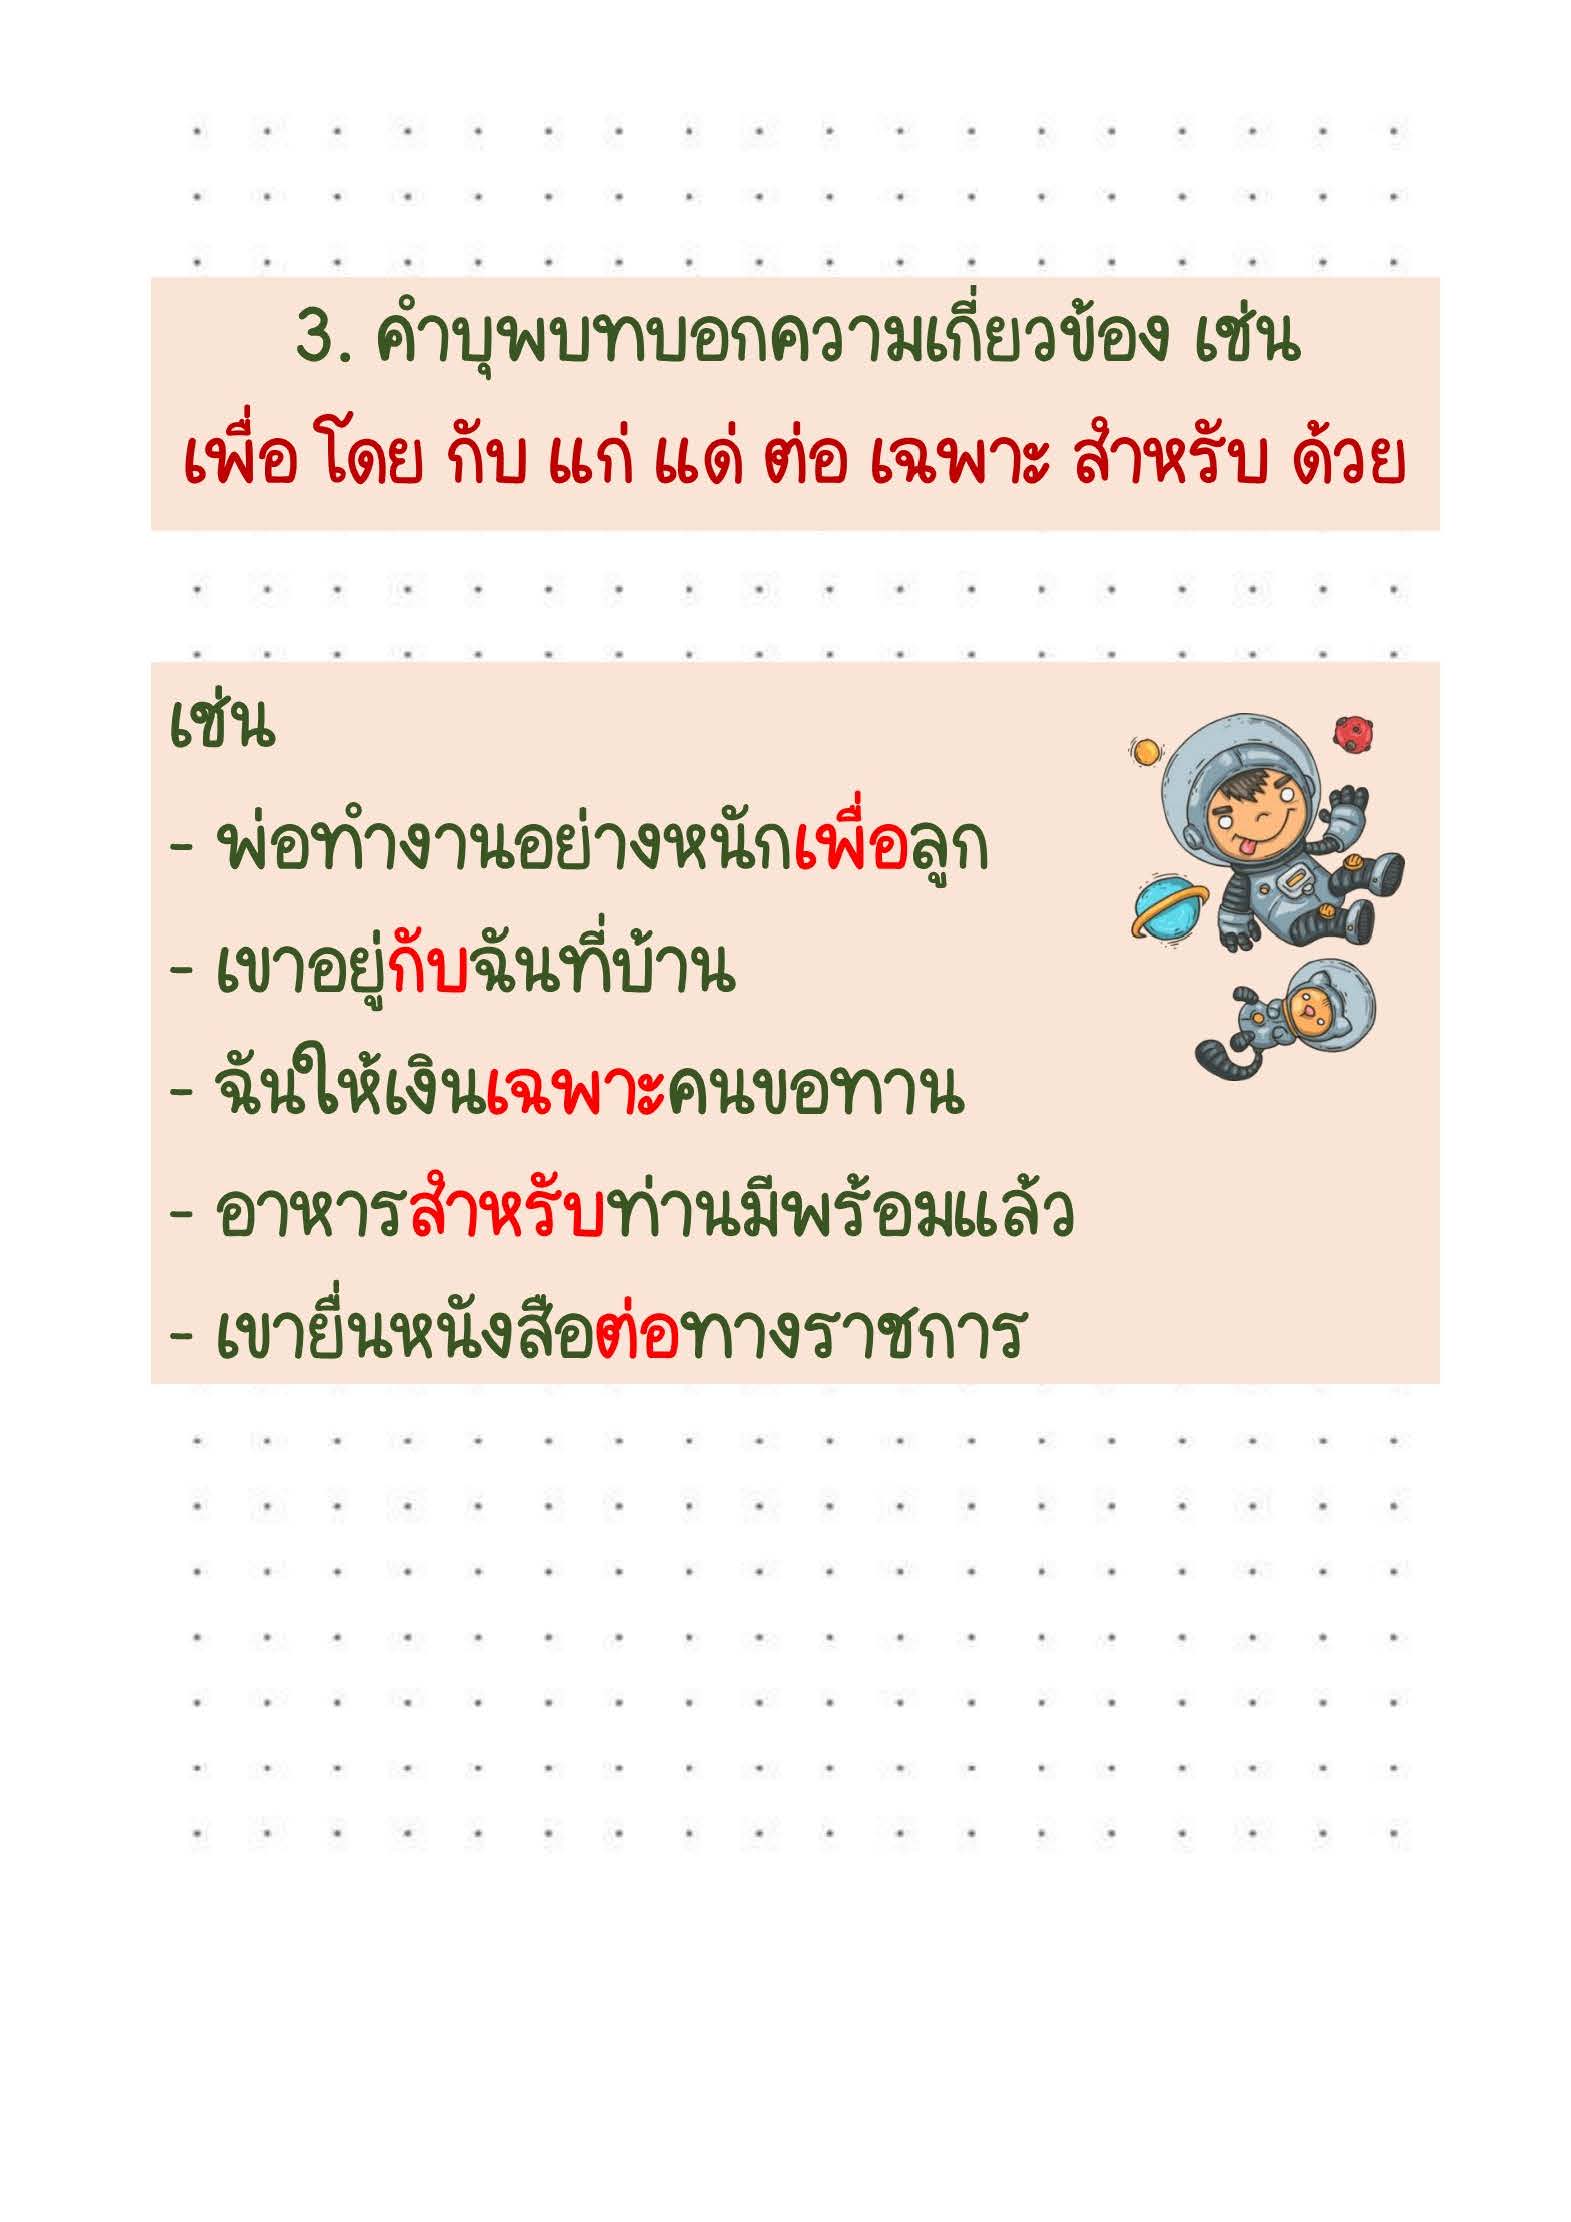 3. คำบุพบทบอกความเกี่ยวข้อง เช่น
เพื่อ โดย กับ แก่ แด่ ต่อ เฉพาะ สำหรับ ด้วย
เช่น
- พ่อทำงานอย่างหนักเพื่อลูก
- เขาอยู่กับฉันที่บ้าน
- ฉันให้เงินเฉพาะคนขอทาน
- อาหารสำหรับท่านมีพร้อมแล้ว
- เขายื่นหนังสือต่อทางราชการ